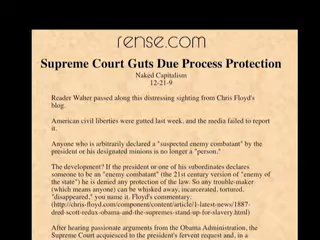 rense.com
Supreme Court Guts Due Process Protection
Naked Capitalism
12-21-9
Reader Walter passed along this distressing sighting from Chris Floyd's
blog.
American civil liberties were gutted last week, and the media failed to report
it.
Anyone who is arbitrarily declared a "suspected enemy combatant" by the
president or his designated minions is no longer a "person."
The development? If the president or one of his subordinates declares
someone to be an "enemy combatant" (the 21st century version of "enemy
of the state") he is denied any protection of the law. So any trouble-maker
(which means anyone) can be whisked away, incarcerated, tortured,
"disappeared," you name it. Floyd's commentary:
(http://chris-floyd.com/component/content/article/1-latest-news/1887-
dred-scott-redux-obama-and-the-supremes-stand-up-for-slavery.html)
After hearing passionate arguments from the Obama Administration, the
Supreme Court acquiesced to the president's fervent request and, in a